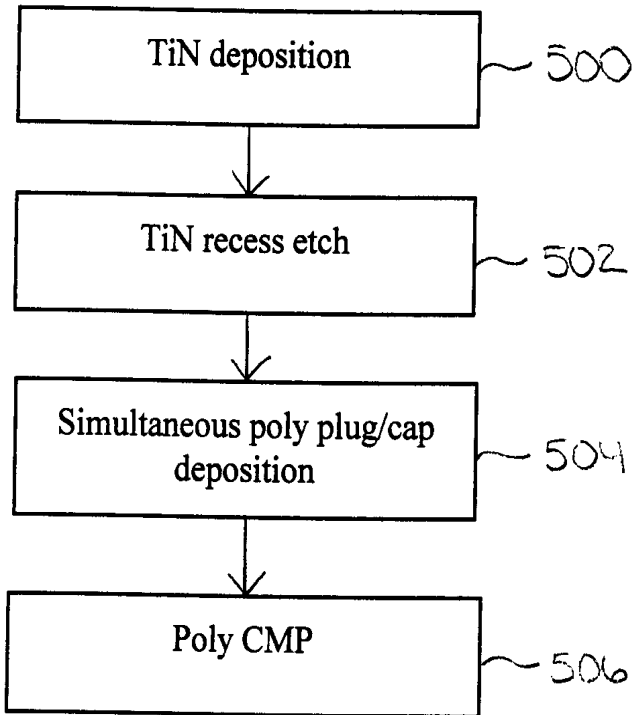 TiN deposition
500
TiN recess etch
502
Simultaneous poly plug/cap
deposition
504
Poly CMP
506